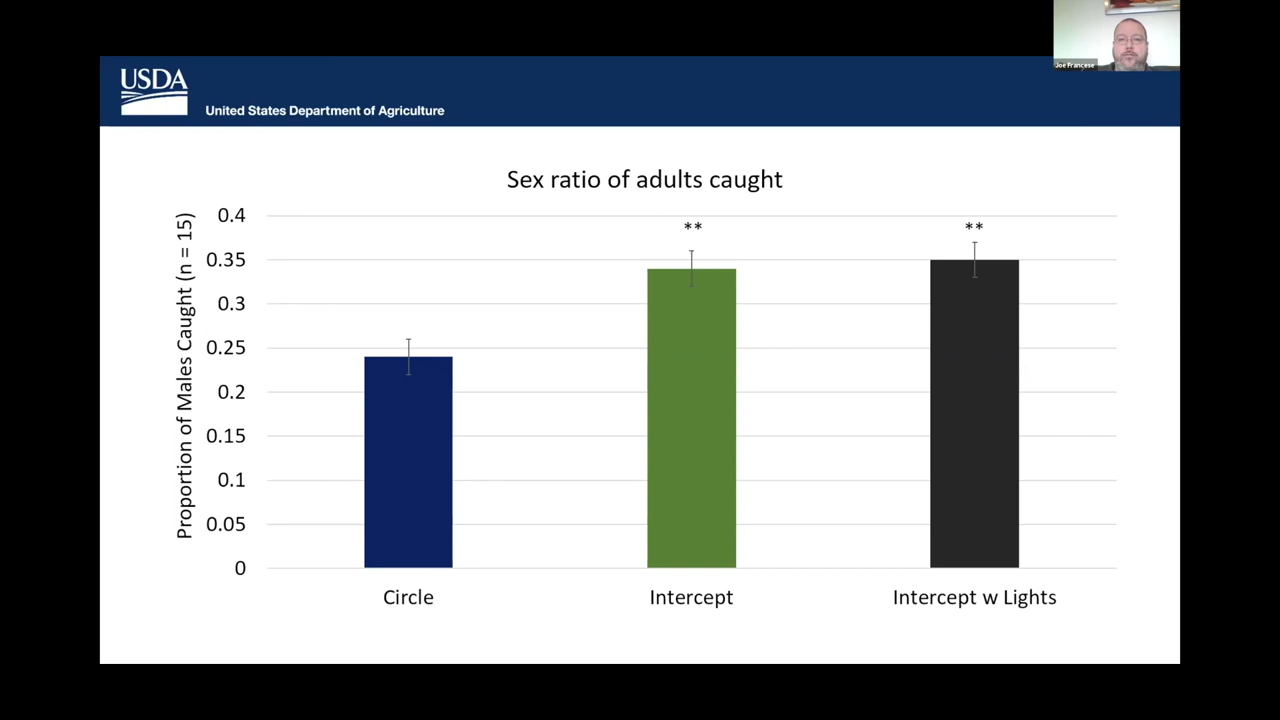 Joe Francese
USDA
United States Department of Agriculture
Sex ratio of adults caught
Proportion of Males Caught (n = 15)
0.4
0.35
0.3
0.25
0.2
0.15
0.1
0.05
0
**
**
Circle
Intercept
Intercept w Lights